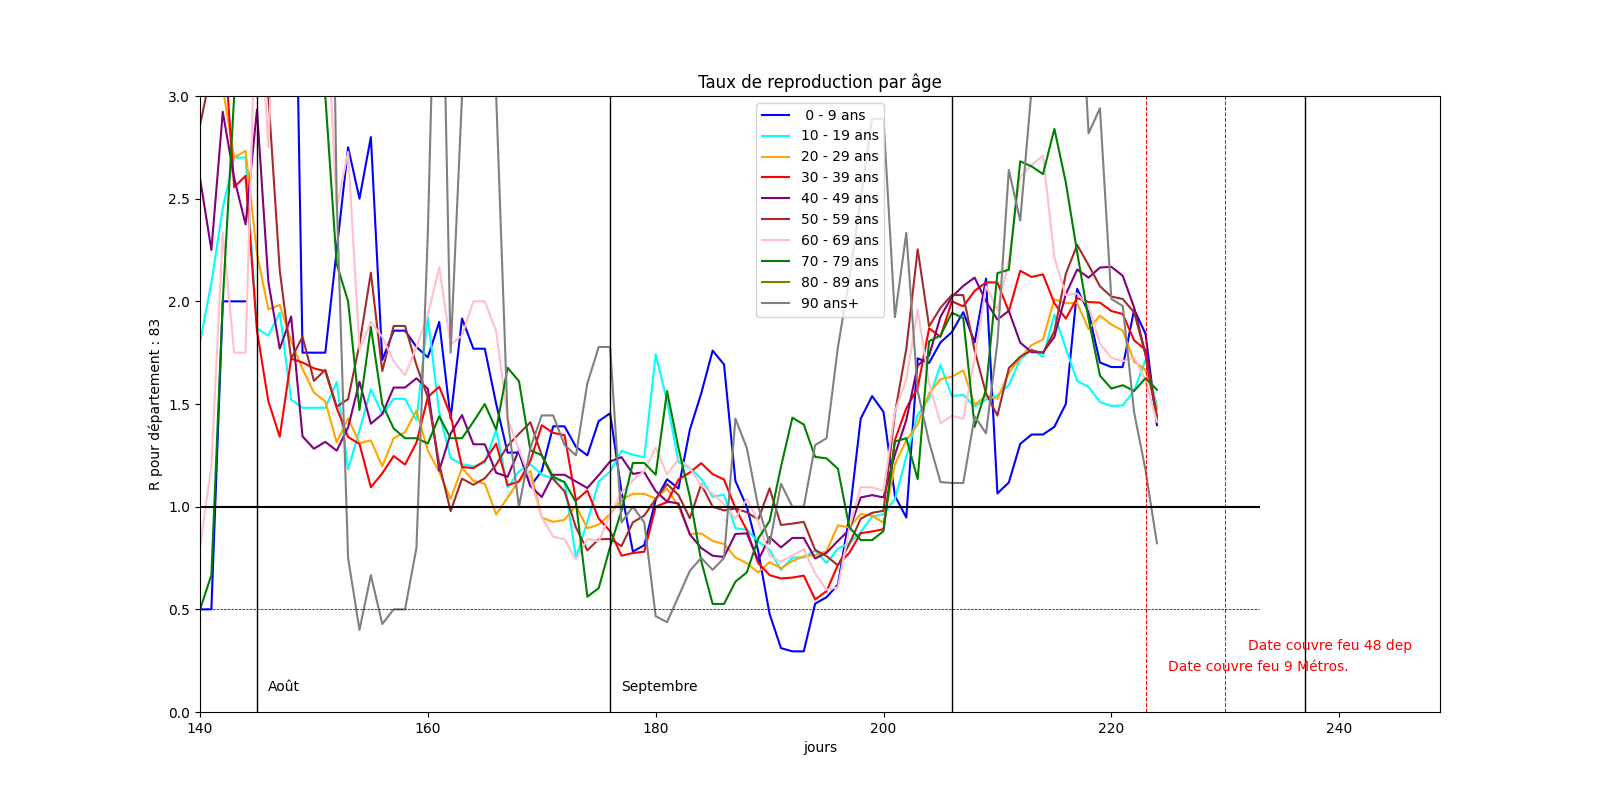 Taux de reproduction par âge
3.0
2.5
2.0
1.5
1.0
0.5
0.0
R pour département : 83
0 - 9 ans
10 - 19 ans
20 - 29 ans
30 - 39 ans
40 - 49 ans
50 - 59 ans
60 - 69 ans
70 - 79 ans
80 - 89 ans
90 ans+
Date couvre feu 48 dep
Date couvre feu 9 Métros.
Août
Septembre
140
160
180
200
220
240
jours